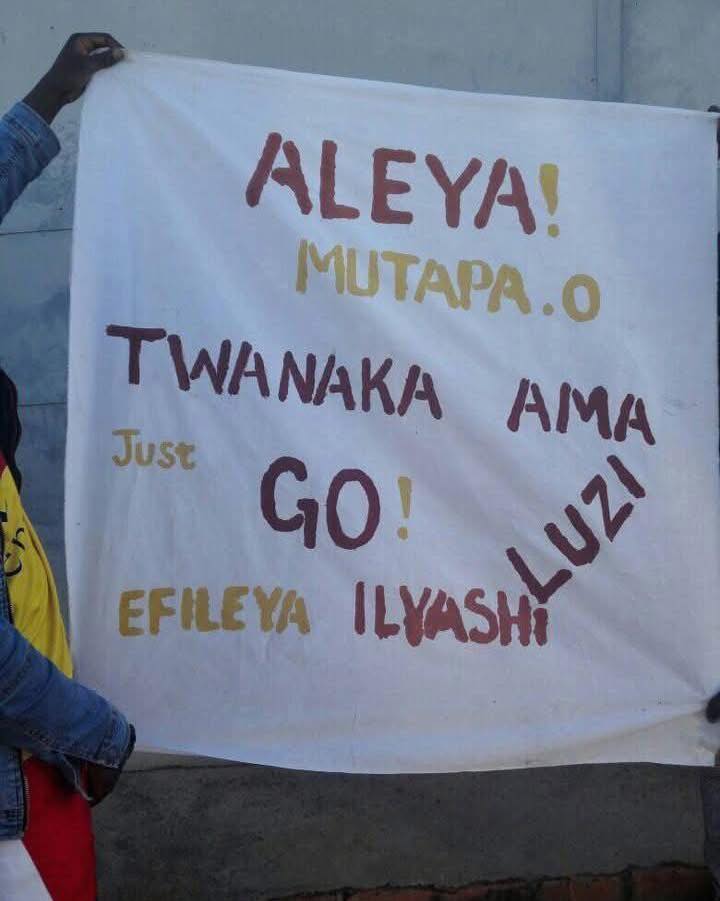 ALEYA!
MUTAPA.O
TWANAKA AMA
LUZI
Just GO!
EFILEYA ILYASHI